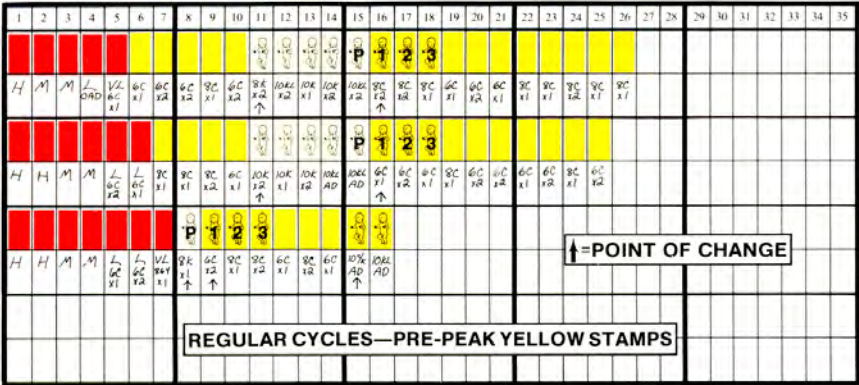 1 2 3 4 5 6 7 8 9 10 11 12 13 14 15 16 17 18 19 20 21 22 23 24 25 26 27 28 29 30 31 32 33 34 35
P 1 2 3
H M M L VL 6C 6C 6C 8C 6C 8K 10KL 10K 10K 10KL 8C 8C 8C 6C 6C 6C 8C 8C 8C 8C 8C
OAD 6C x1 x2 x2 x1 x2 x2 x2 x1 x2 x2 x2 x2 x1 x1 x2 x1 x1 x1 x2 x1 x1
x1 ↑ ↑
P 1 2 3
H H M M L L 8C 8C 8C 6C 10K 10K 10K 10KL 10KL 6C 6C 6C 8C 6C 6C 6C 6C 8C 6C
6C 6C x1 x1 x2 x1 x2 x1 x2 AD AD x1 x2 x1 x2 x2 x2 x1 x2 x1 x2
x2 x1 ↑ ↑
P 1 2 3
H H M M L L VL 8K 6C 8C 8C 6C 8C 6C 10KL
6C 6C x1 x2 x1 x2 x1 x2 x1 AD AD
x1 x2 x1 ↑ ↑ ↑
↑=POINT OF CHANGE
REGULAR CYCLES—PRE-PEAK YELLOW STAMPS